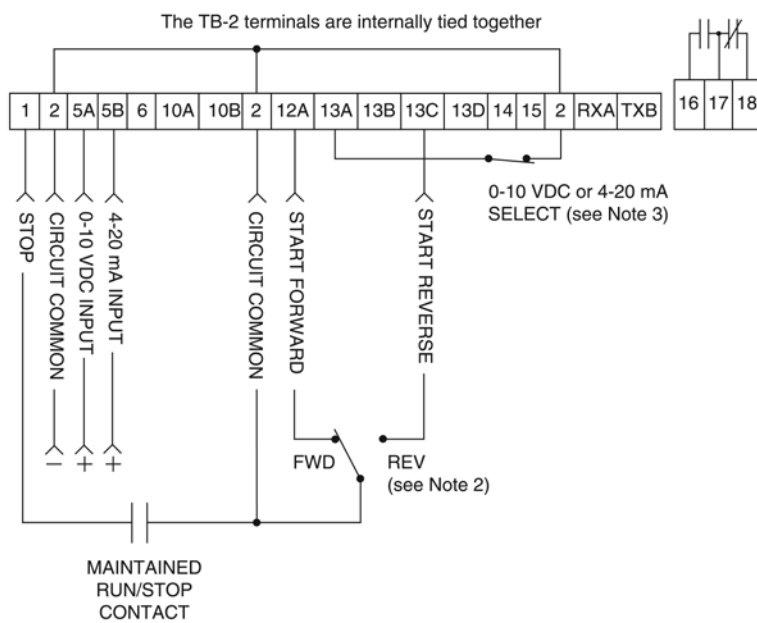 The TB-2 terminals are internally tied together
1 2 5A 5B 6 10A 10B 2 12A 13A 13B 13C 13D 14 15 2 RXA TXB
16 17 18
0-10 VDC or 4-20 mA
SELECT (see Note 3)
STOP
CIRCUIT COMMON
0-10 VDC INPUT
4-20 mA INPUT
CIRCUIT COMMON
START FORWARD
START REVERSE
− + +
FWD
REV
(see Note 2)
MAINTAINED
RUN/STOP
CONTACT